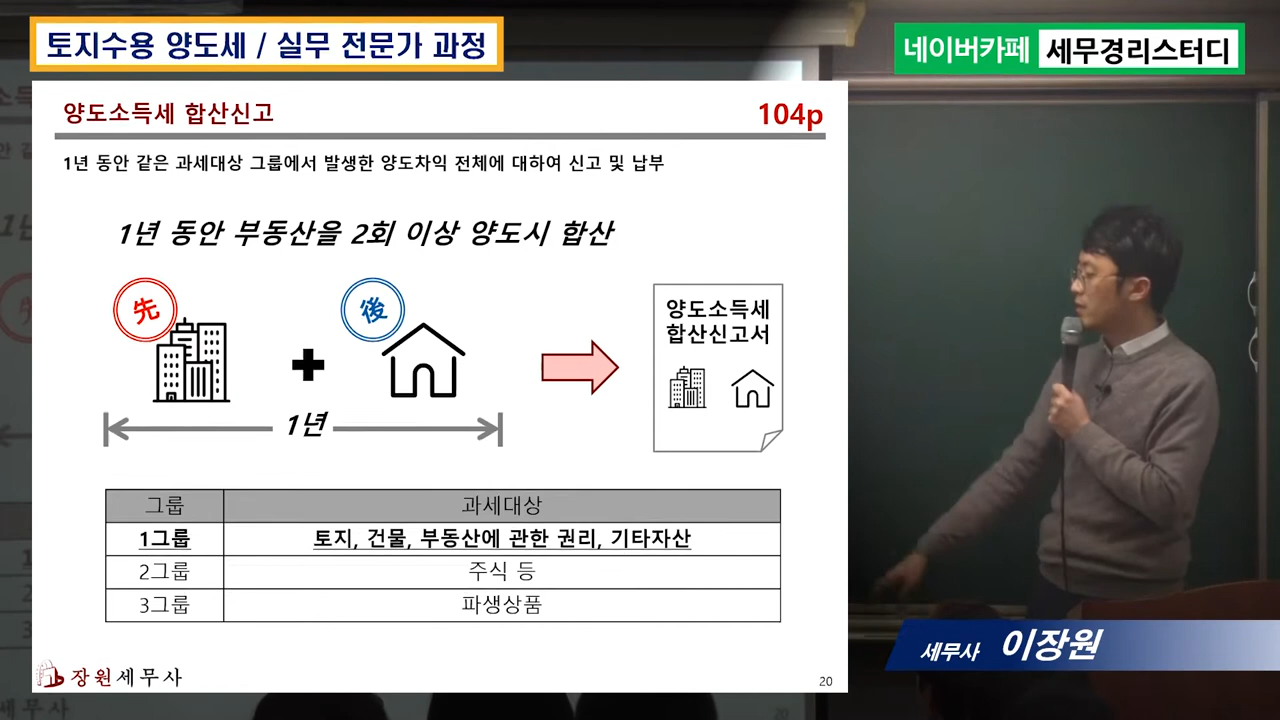 토지수용 양도세 / 실무 전문가 과정
네이버카페 세무경리스터디
양도소득세 합산신고
104p
1년 동안 같은 과세대상 그룹에서 발생한 양도차익 전체에 대하여 신고 및 납부
1년 동안 부동산을 2회 이상 양도시 합산
先
後
양도소득세
합산신고서
1년
그룹 과세대상
1그룹 토지, 건물, 부동산에 관한 권리, 기타자산
2그룹 주식 등
3그룹 파생상품
장원세무사
20
세무사 이장원